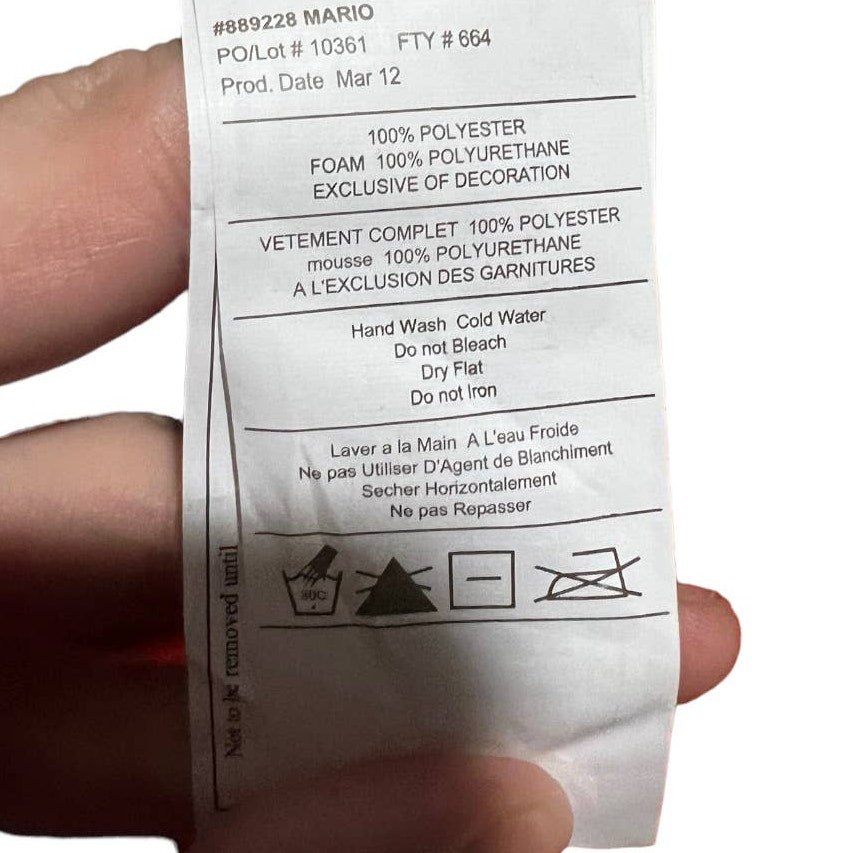 #889228 MARIO
PO/Lot # 10361 FTY # 664
Prod. Date Mar 12
100% POLYESTER
FOAM 100% POLYURETHANE
EXCLUSIVE OF DECORATION
VETEMENT COMPLET 100% POLYESTER
mousse 100% POLYURETHANE
A L'EXCLUSION DES GARNITURES
Hand Wash Cold Water
Do not Bleach
Dry Flat
Do not Iron
Laver a la Main A L'eau Froide
Ne pas Utiliser D'Agent de Blanchiment
Secher Horizontalement
Ne pas Repasser
Not to be removed until